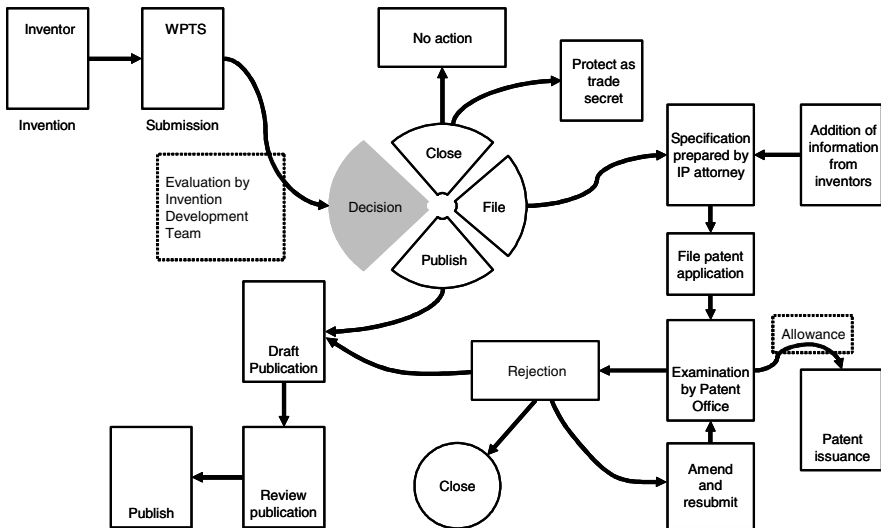 Inventor
Invention
WPTS
Submission
Evaluation by
Invention
Development
Team
Decision
Close
File
Publish
No action
Protect as
trade
secret
Specification
prepared by
IP attorney
Addition of
information
from
inventors
File patent
application
Examination
by Patent
Office
Allowance
Patent
issuance
Rejection
Amend
and
resubmit
Close
Draft
Publication
Review
publication
Publish